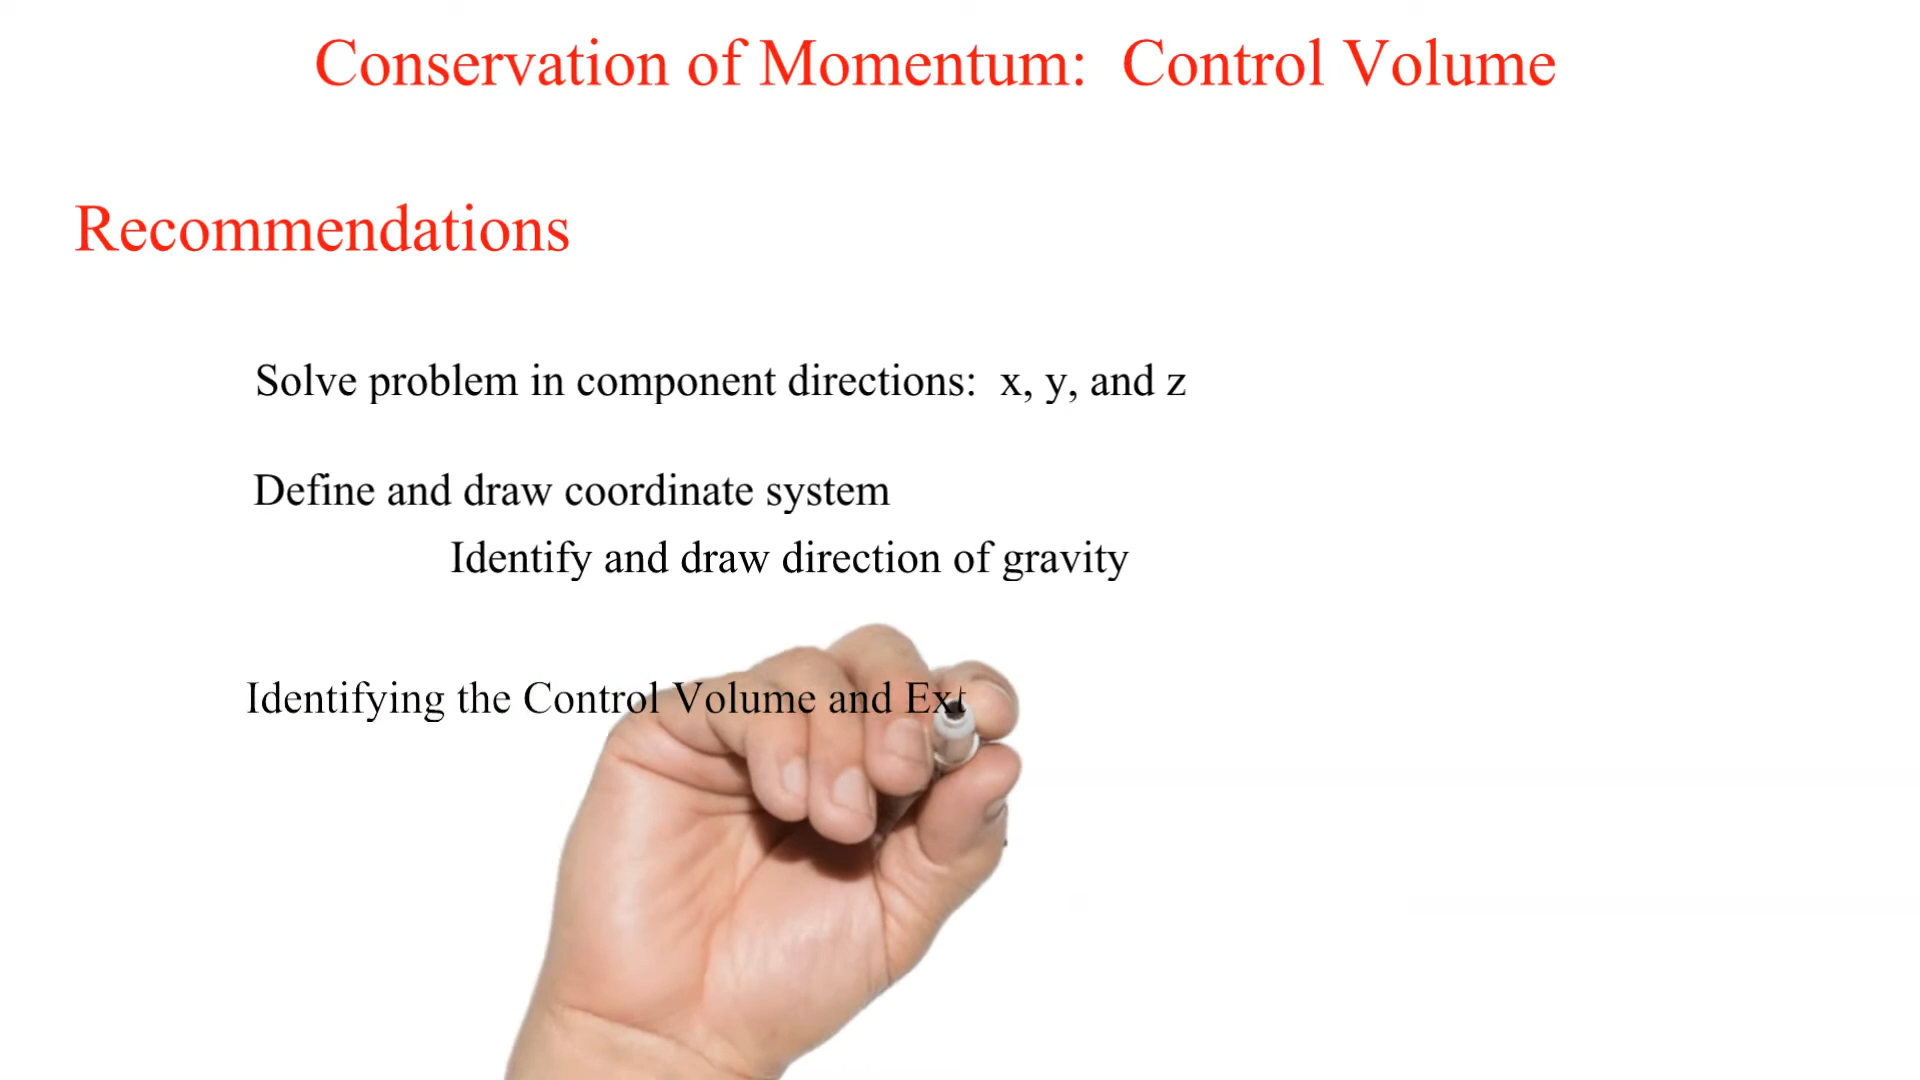 Conservation of Momentum: Control Volume
Recommendations
Solve problem in component directions: x, y, and z
Define and draw coordinate system
Identify and draw direction of gravity
Identifying the Control Volume and Ext